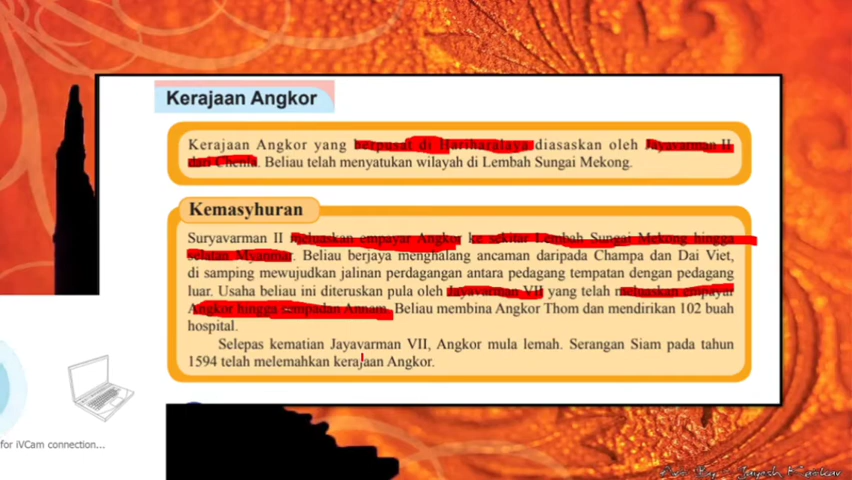 Kerajaan Angkor
Kerajaan Angkor yang berpusat di Hariharalaya diasaskan oleh Jayavarman II
dari Chenla. Beliau telah menyatukan wilayah di Lembah Sungai Mekong.
Kemasyhuran
Suryavarman II meluaskan empayar Angkor ke sekitar Lembah Sungai Mekong hingga
selatan Myanmar. Beliau berjaya menghalang ancaman daripada Champa dan Dai Viet,
di samping mewujudkan jalinan perdagangan antara pedagang tempatan dengan pedagang
luar. Usaha beliau ini diteruskan pula oleh Jayavarman VII yang telah meluaskan empayar
Angkor hingga sempadan Annam. Beliau membina Angkor Thom dan mendirikan 102 buah
hospital.
Selepas kematian Jayavarman VII, Angkor mula lemah. Serangan Siam pada tahun
1594 telah melemahkan kerajaan Angkor.
for iVCam connection...